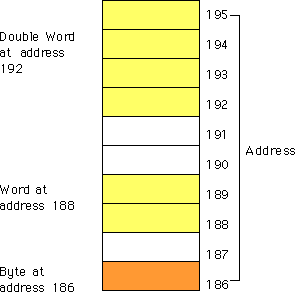 195
Double Word
at address
192
194
193
192
191
Address
190
Word at
address 188
189
188
187
Byte at
address 186
186